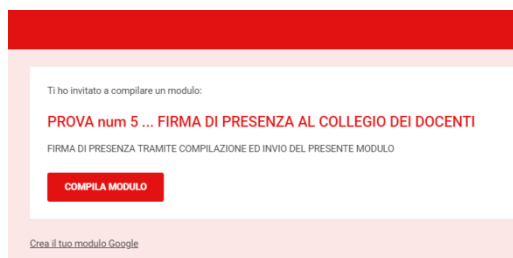 Ti ho invitato a compilare un modulo:
PROVA num 5 ... FIRMA DI PRESENZA AL COLLEGIO DEI DOCENTI
FIRMA DI PRESENZA TRAMITE COMPILAZIONE ED INVIO DEL PRESENTE MODULO
COMPILA MODULO
Crea il tuo modulo Google